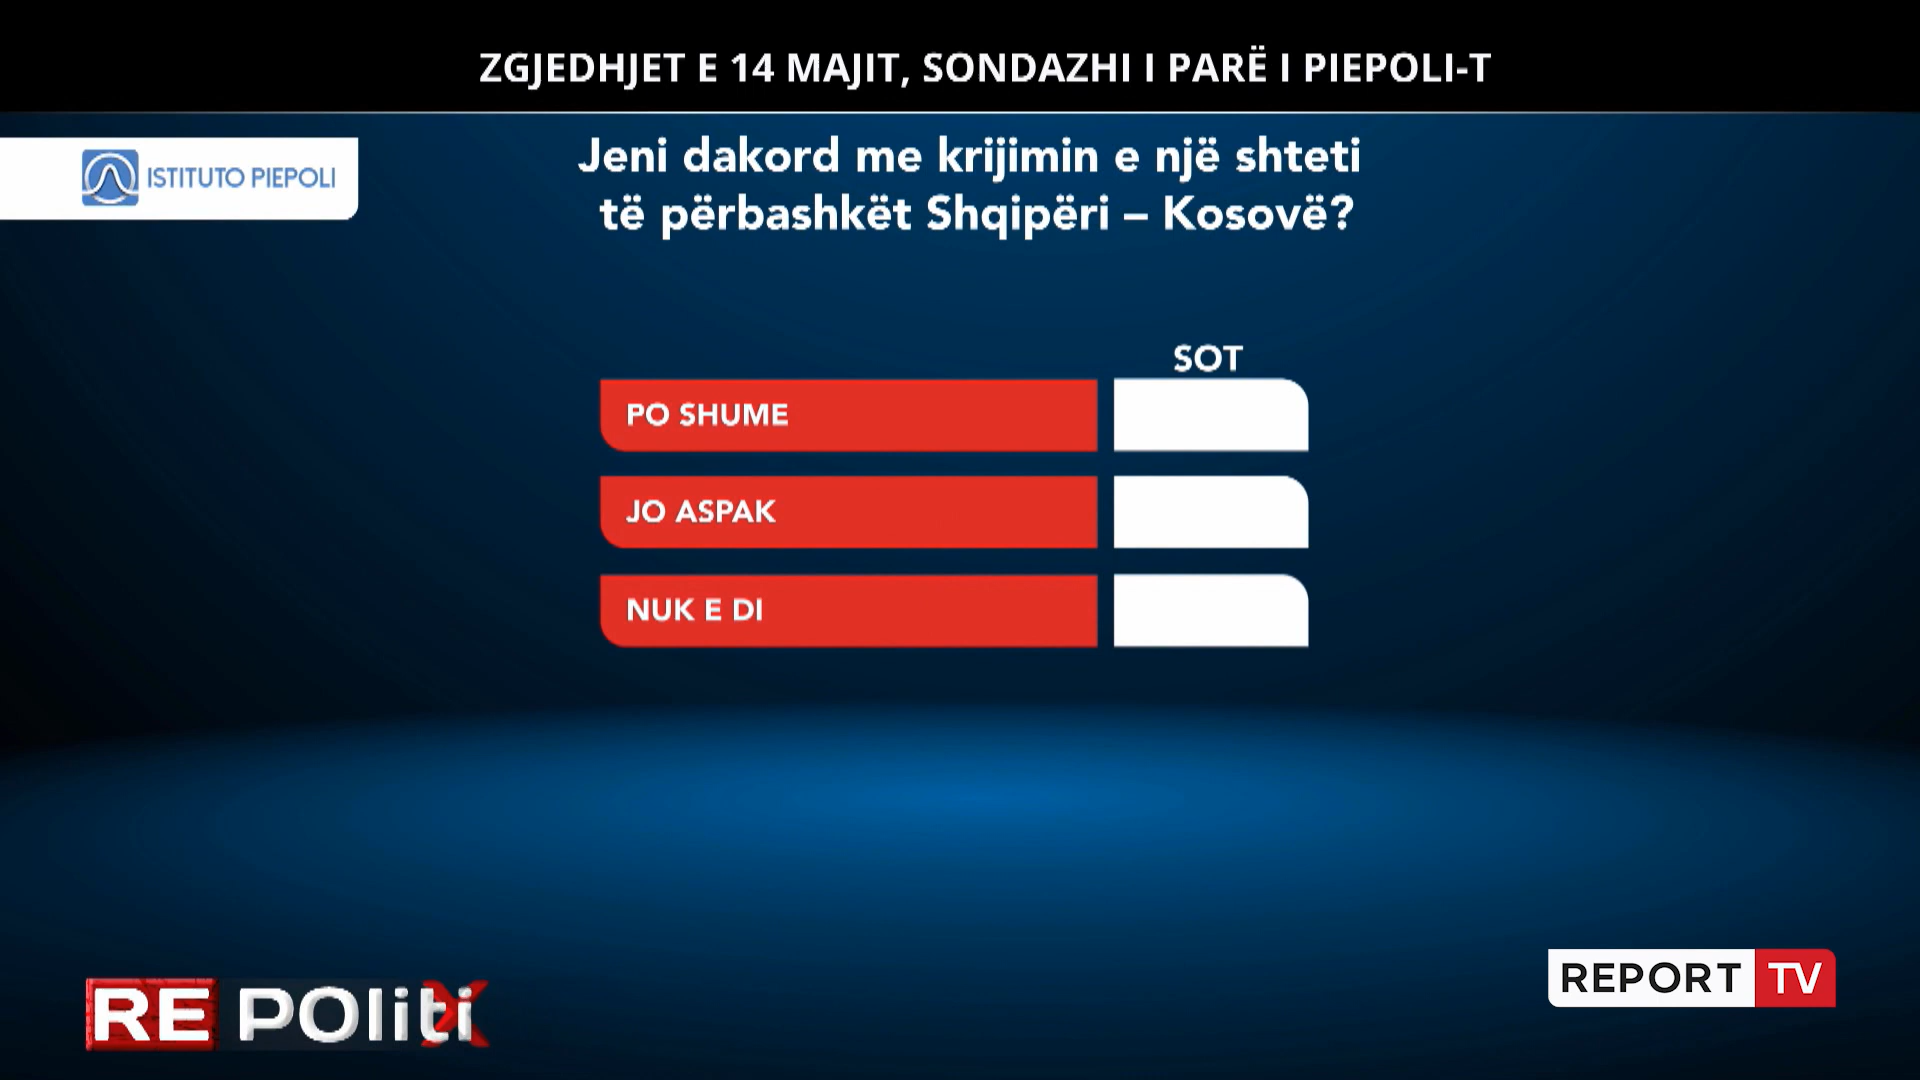 ZGJEDHJET E 14 MAJIT, SONDAZHI I PARË I PIEPOLI-T
ISTITUTO PIEPOLI
Jeni dakord me krijimin e një shteti
të përbashkët Shqipëri – Kosovë?
SOT
PO SHUME
JO ASPAK
NUK E DI
REPORT TV
RE POlitiX